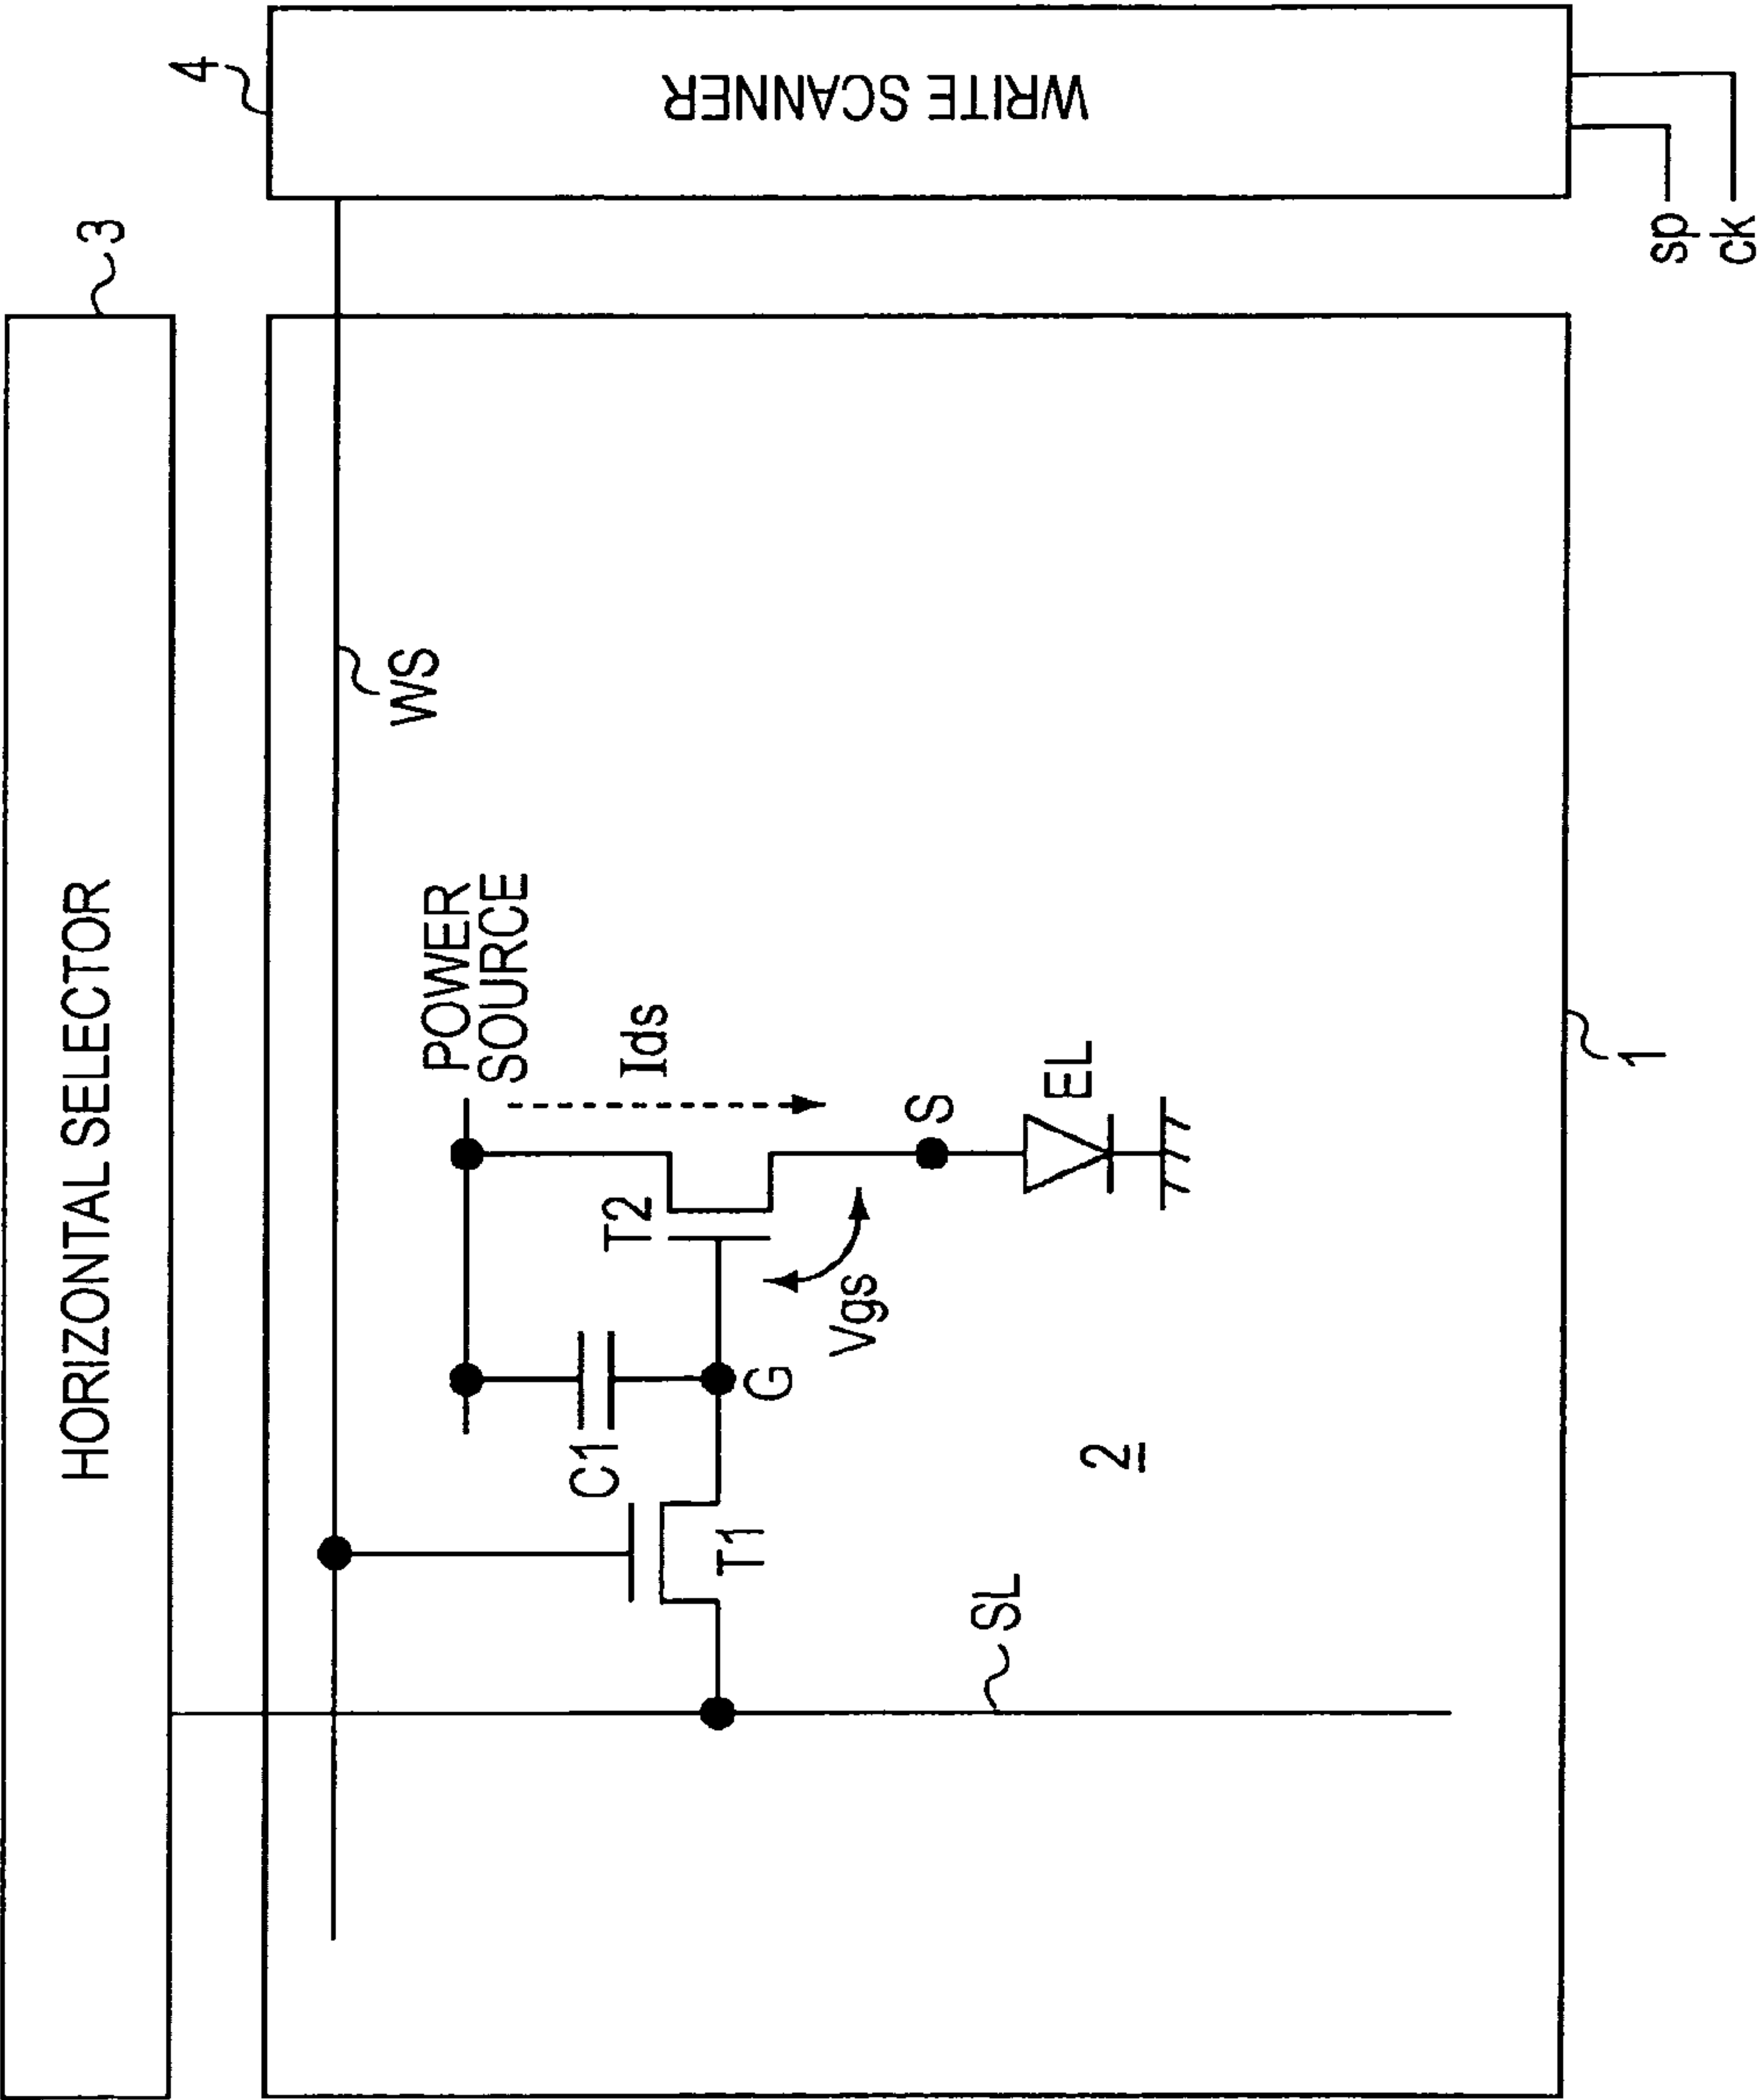 HORIZONTAL SELECTOR
3
4
WRITE SCANNER
WS
POWER
SOURCE
Ids
C1
T2
T1
G
Vgs
S
EL
SL
2
1
sp
ck